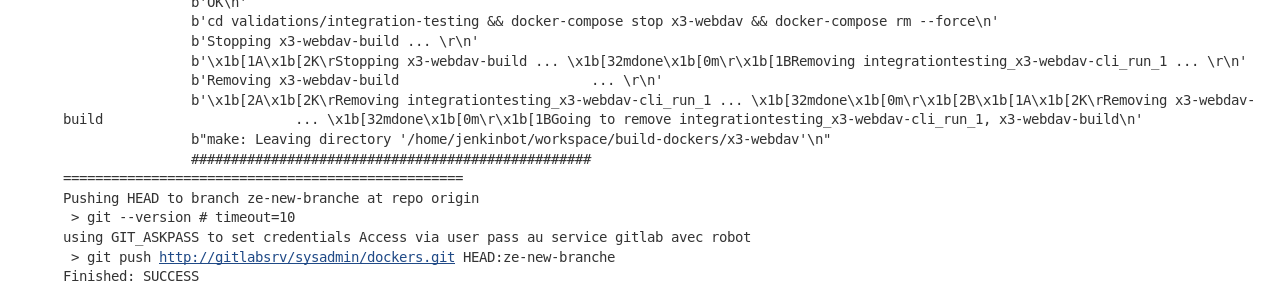 b'OK\n'
b'cd validations/integration-testing && docker-compose stop x3-webdav && docker-compose rm --force\n'
b'Stopping x3-webdav-build ... \r\n'
b'\x1b[1A\x1b[2K\rStopping x3-webdav-build ... \x1b[32mdone\x1b[0m\r\x1b[1BRemoving integrationtesting_x3-webdav-cli_run_1 ... \r\n'
b'Removing x3-webdav-build                        ... \r\n'
b'\x1b[2A\x1b[2K\rRemoving integrationtesting_x3-webdav-cli_run_1 ... \x1b[32mdone\x1b[0m\r\x1b[2B\x1b[1A\x1b[2K\rRemoving x3-webdav-
build                        ... \x1b[32mdone\x1b[0m\r\x1b[1BGoing to remove integrationtesting_x3-webdav-cli_run_1, x3-webdav-build\n'
b"make: Leaving directory '/home/jenkinbot/workspace/build-dockers/x3-webdav'\n"
##################################################
==================================================
Pushing HEAD to branch ze-new-branche at repo origin
 > git --version # timeout=10
using GIT_ASKPASS to set credentials Access via user pass au service gitlab avec robot
 > git push http://gitlabsrv/sysadmin/dockers.git HEAD:ze-new-branche
Finished: SUCCESS